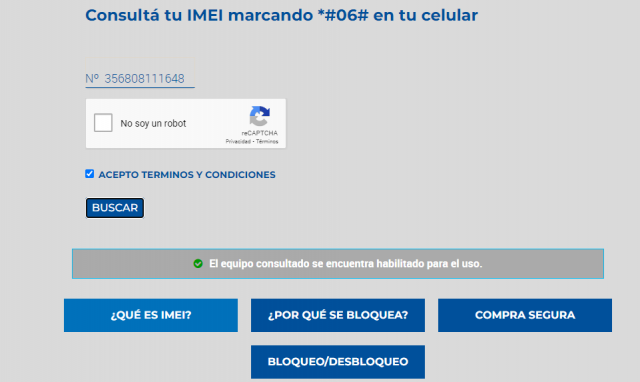 Consultá tu IMEI marcando *#06# en tu celular
Nº 356808111648
No soy un robot
reCAPTCHA
Privacidad - Términos
ACEPTO TERMINOS Y CONDICIONES
BUSCAR
El equipo consultado se encuentra habilitado para el uso.
¿QUÉ ES IMEI?
¿POR QUÉ SE BLOQUEA?
COMPRA SEGURA
BLOQUEO/DESBLOQUEO